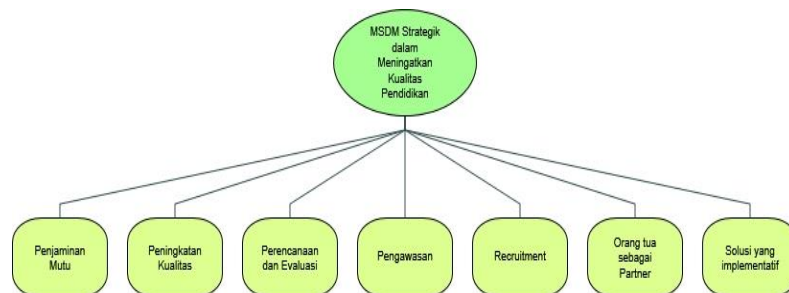 MSDM Strategik
dalam
Meningatkan
Kualitas
Pendidikan
Penjaminan
Mutu
Peningkatan
Kualitas
Perencanaan
dan Evaluasi
Pengawasan
Recruitment
Orang tua
sebagai
Partner
Solusi yang
implementatif